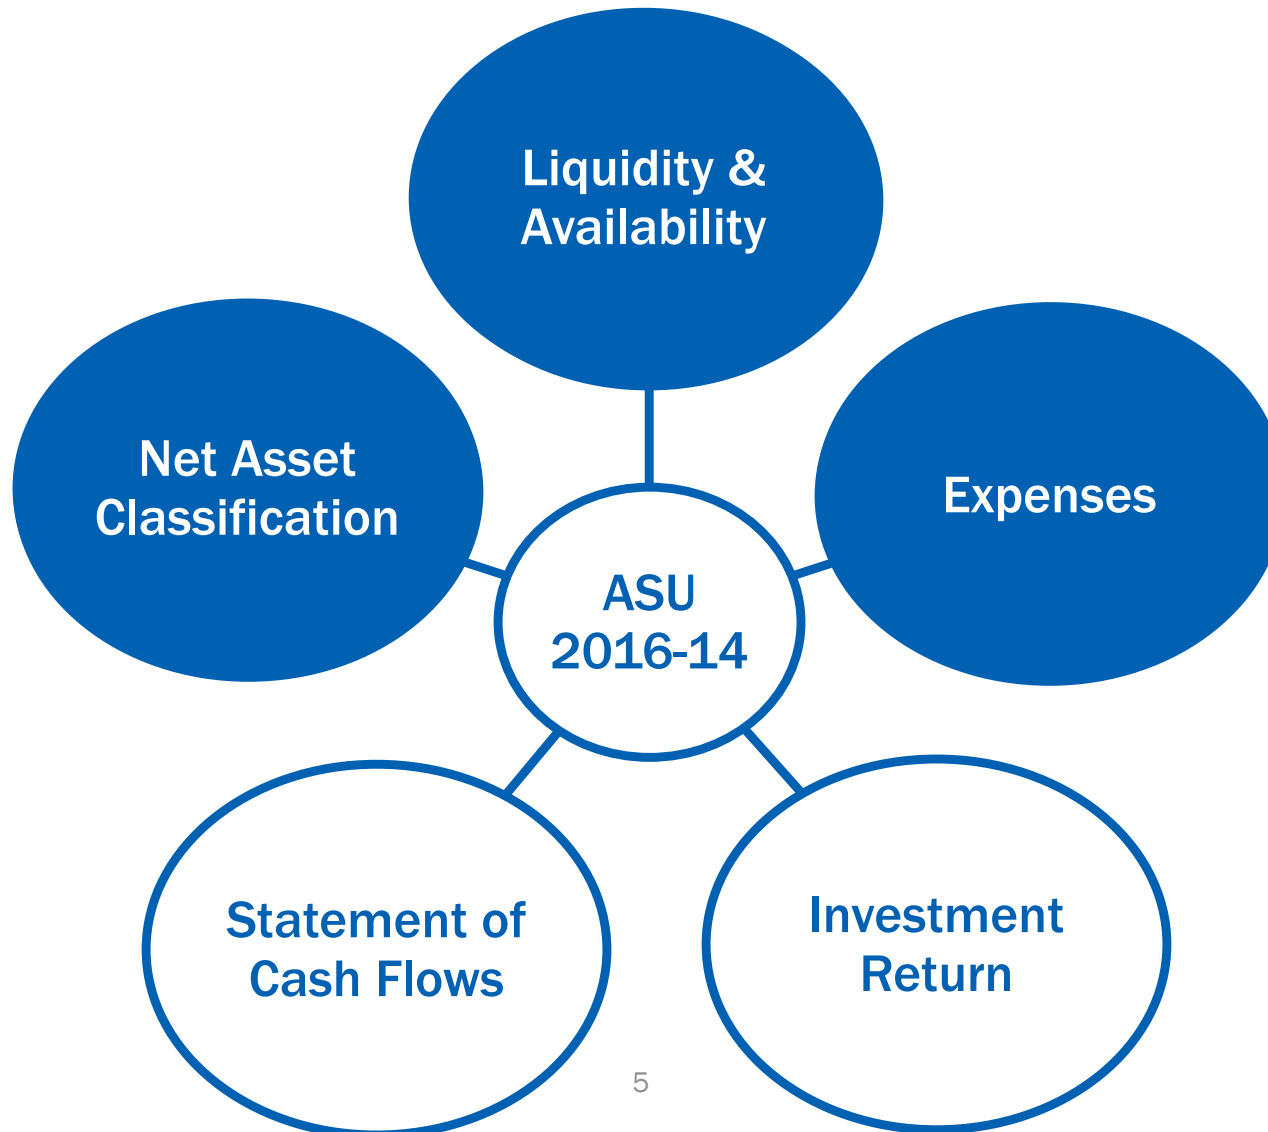 Liquidity &
Availability
Net Asset
Classification
Expenses
ASU
2016-14
Statement of
Cash Flows
Investment
Return
5